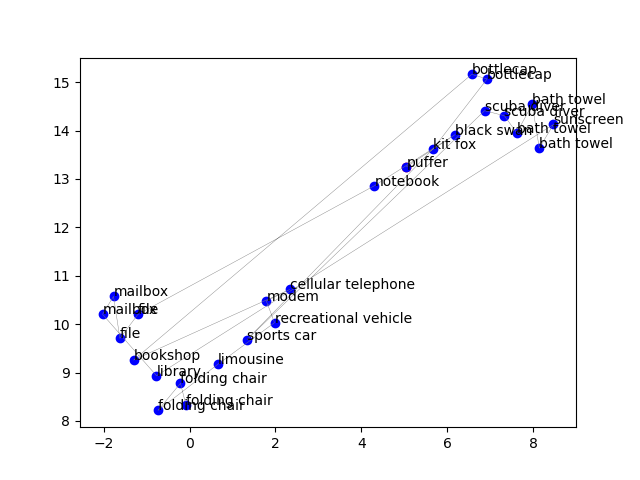 bottlecap
bottlecap
bath towel
scuba diver
scuba diver
sunscreen
bath towel
black swan
kit fox
bath towel
puffer
notebook
cellular telephone
mailbox
modem
mailbox
file
recreational vehicle
file
sports car
bookshop
limousine
library
folding chair
folding chair
folding chair
15
14
13
12
11
10
9
8
−2
0
2
4
6
8